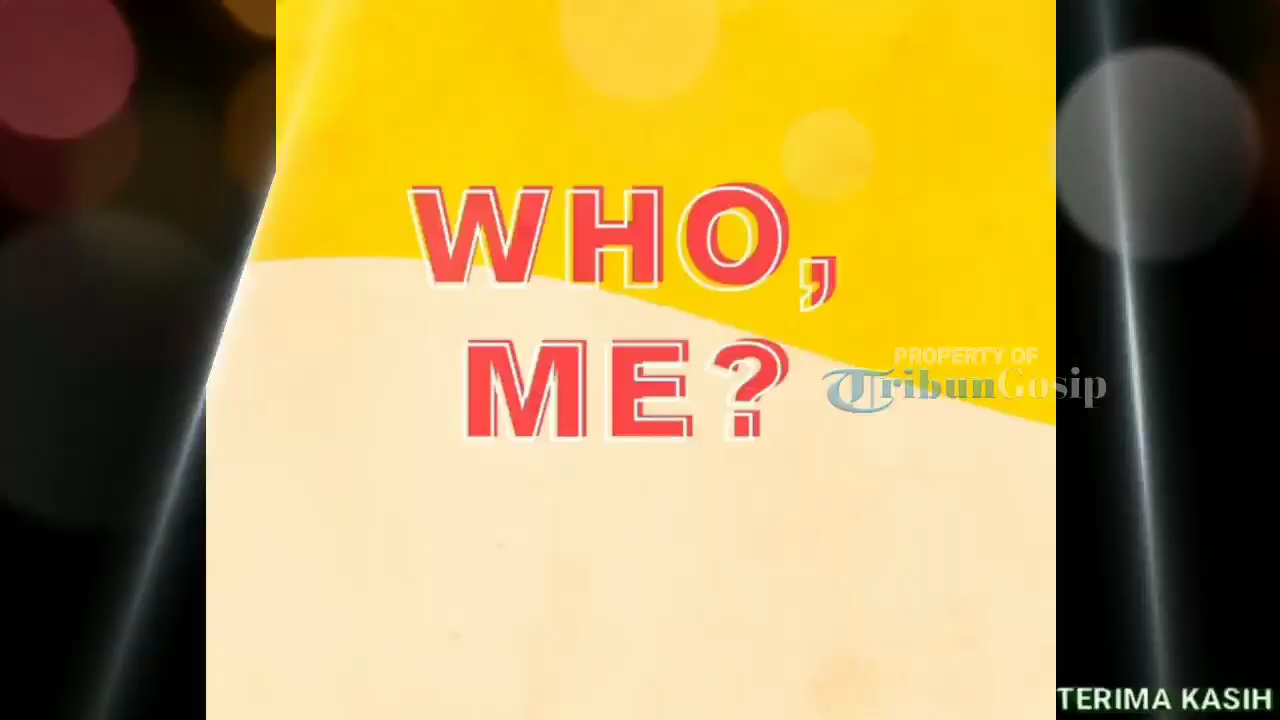 WHO,
ME?
PROPERTY OF
TribunGosip
TERIMA KASIH